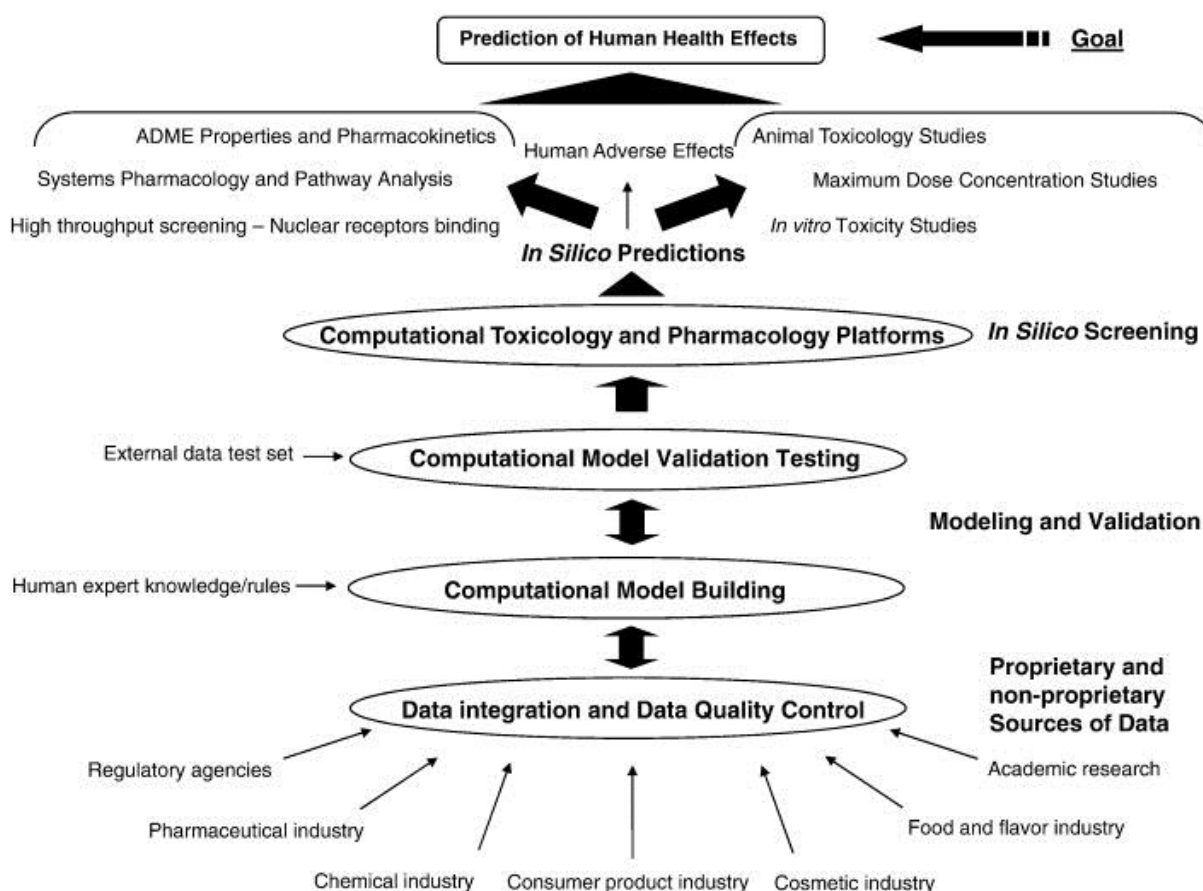 Prediction of Human Health Effects
Goal
ADME Properties and Pharmacokinetics
Human Adverse Effects
Animal Toxicology Studies
Systems Pharmacology and Pathway Analysis
Maximum Dose Concentration Studies
High throughput screening – Nuclear receptors binding
In vitro Toxicity Studies
In Silico Predictions
Computational Toxicology and Pharmacology Platforms
In Silico Screening
External data test set
Computational Model Validation Testing
Modeling and Validation
Human expert knowledge/rules
Computational Model Building
Proprietary and
non-proprietary
Sources of Data
Data integration and Data Quality Control
Regulatory agencies
Academic research
Pharmaceutical industry
Food and flavor industry
Chemical industry
Consumer product industry
Cosmetic industry